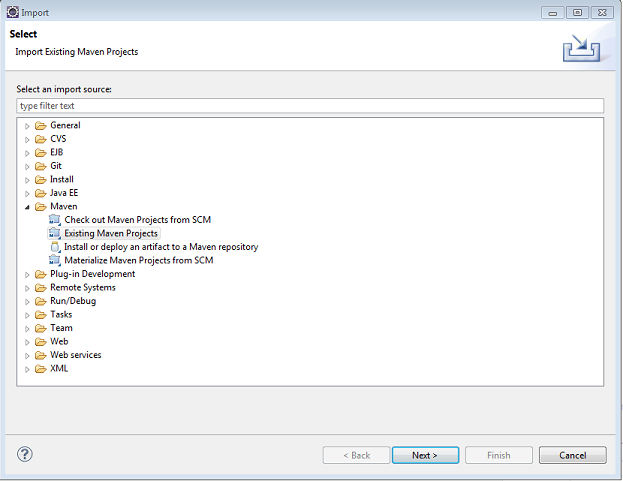 Import
Select
Import Existing Maven Projects
Select an import source:
type filter text
General
CVS
EJB
Git
Install
Java EE
Maven
Check out Maven Projects from SCM
Existing Maven Projects
Install or deploy an artifact to a Maven repository
Materialize Maven Projects from SCM
Plug-in Development
Remote Systems
Run/Debug
Tasks
Team
Web
Web services
XML
?
< Back Next > Finish Cancel